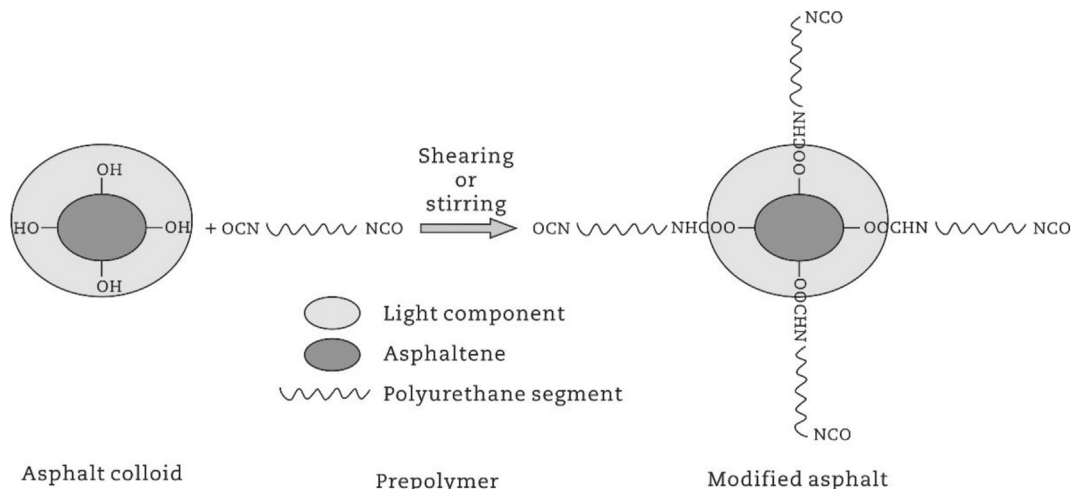 NCO
NHCOO
OH
HO
OH
OH
+ OCN
NCO
Shearing
or
stirring
OCN
NHCOO
OOCHN
NCO
OOCHN
NCO
Light component
Asphaltene
Polyurethane segment
Asphalt colloid
Prepolymer
Modified asphalt